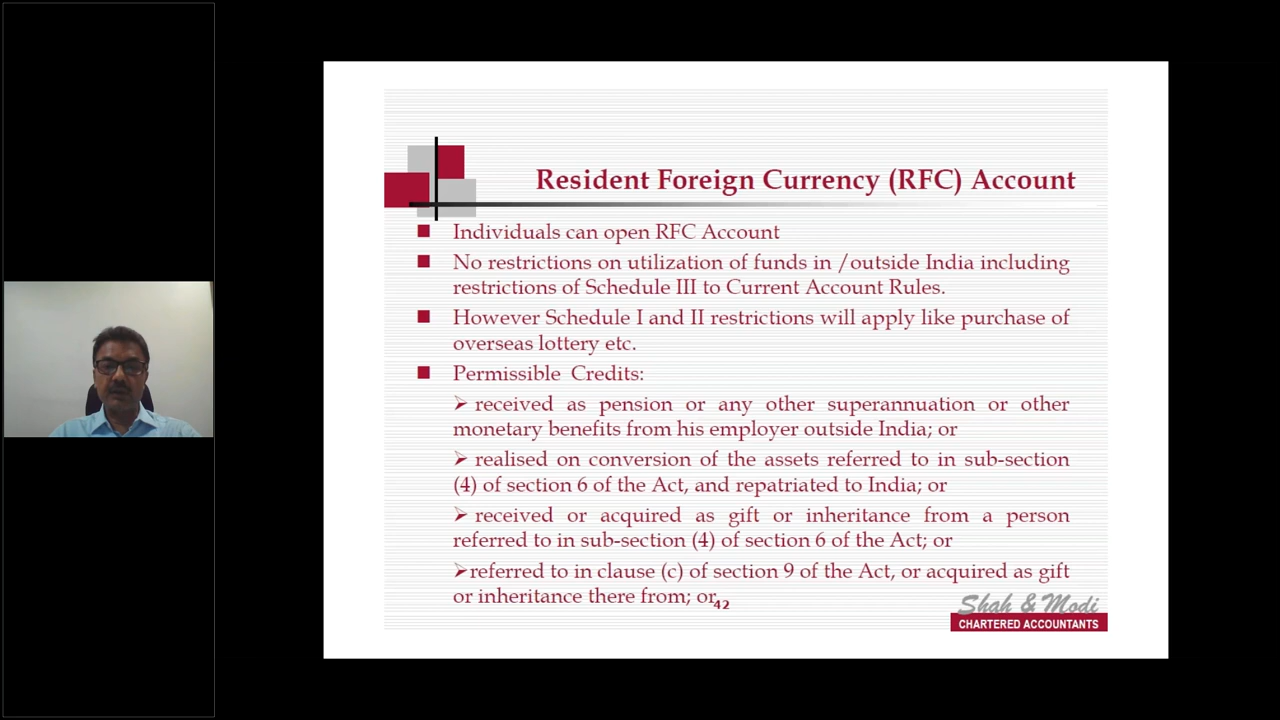 Resident Foreign Currency (RFC) Account
Individuals can open RFC Account
No restrictions on utilization of funds in /outside India including
restrictions of Schedule III to Current Account Rules.
However Schedule I and II restrictions will apply like purchase of
overseas lottery etc.
Permissible Credits:
received as pension or any other superannuation or other
monetary benefits from his employer outside India; or
realised on conversion of the assets referred to in sub-section
(4) of section 6 of the Act, and repatriated to India; or
received or acquired as gift or inheritance from a person
referred to in sub-section (4) of section 6 of the Act; or
referred to in clause (c) of section 9 of the Act, or acquired as gift
or inheritance there from; or
42
Shah & Modi
CHARTERED ACCOUNTANTS